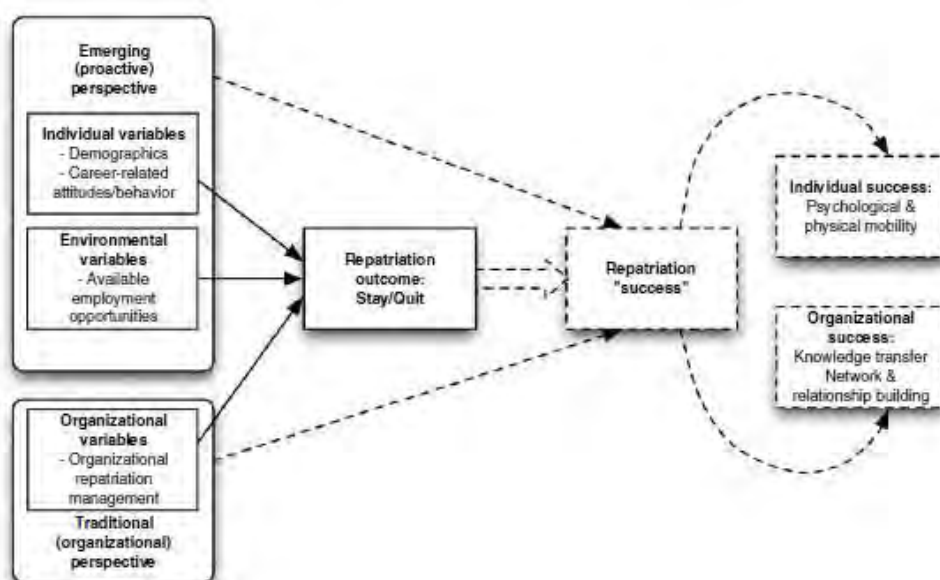 Emerging
(proactive)
perspective
Individual variables
- Demographics
- Career-related
attitudes/behavior
Environmental
variables
- Available
employment
opportunities
Organizational
variables
- Organizational
repatriation
management
Traditional
(organizational)
perspective
Repatriation
outcome:
Stay/Quit
Repatriation
"success"
Individual success:
Psychological &
physical mobility
Organizational
success:
Knowledge transfer
Network &
relationship building